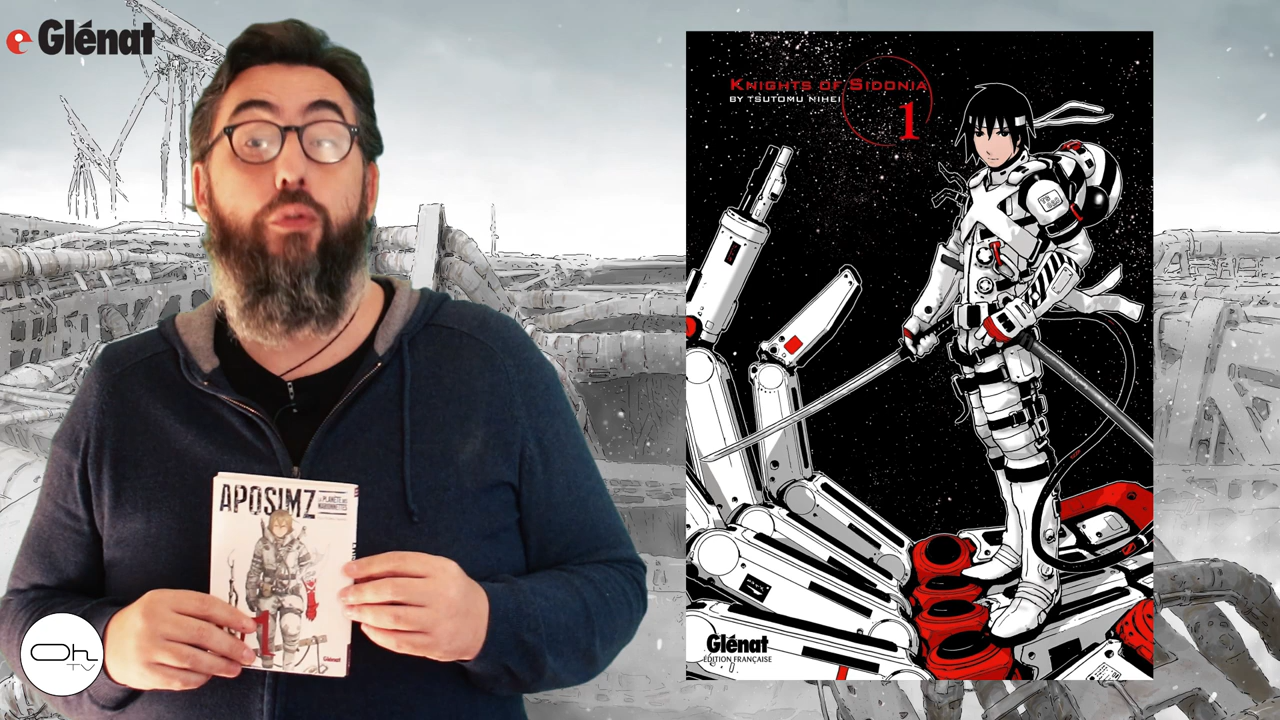 e Glénat
KNIGHTS OF SIDONIA
BY TSUTOMU NIHEI
1
APOSIMZ
LA PLANÈTE DES
MARIONNETTES
1
Glénat
Glénat
ÉDITION FRANÇAISE
Oh
TV